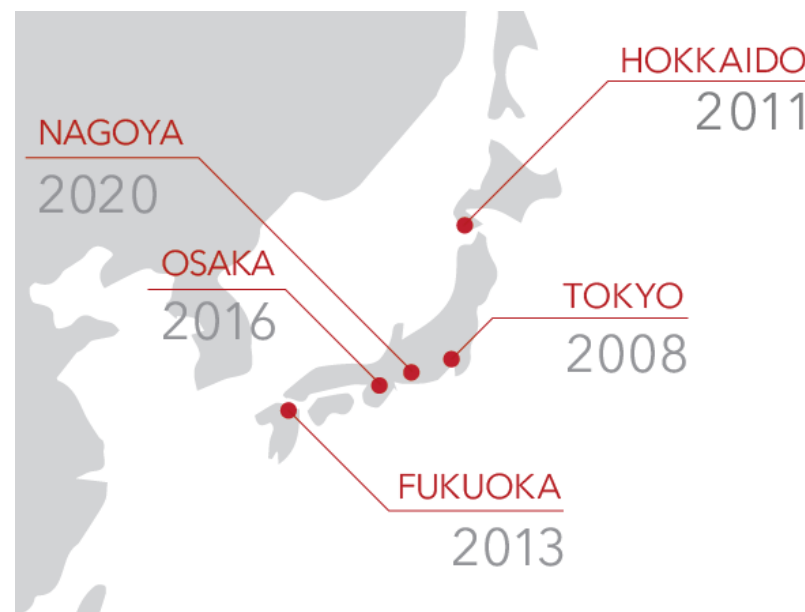 HOKKAIDO
2011
NAGOYA
2020
OSAKA
2016
TOKYO
2008
FUKUOKA
2013